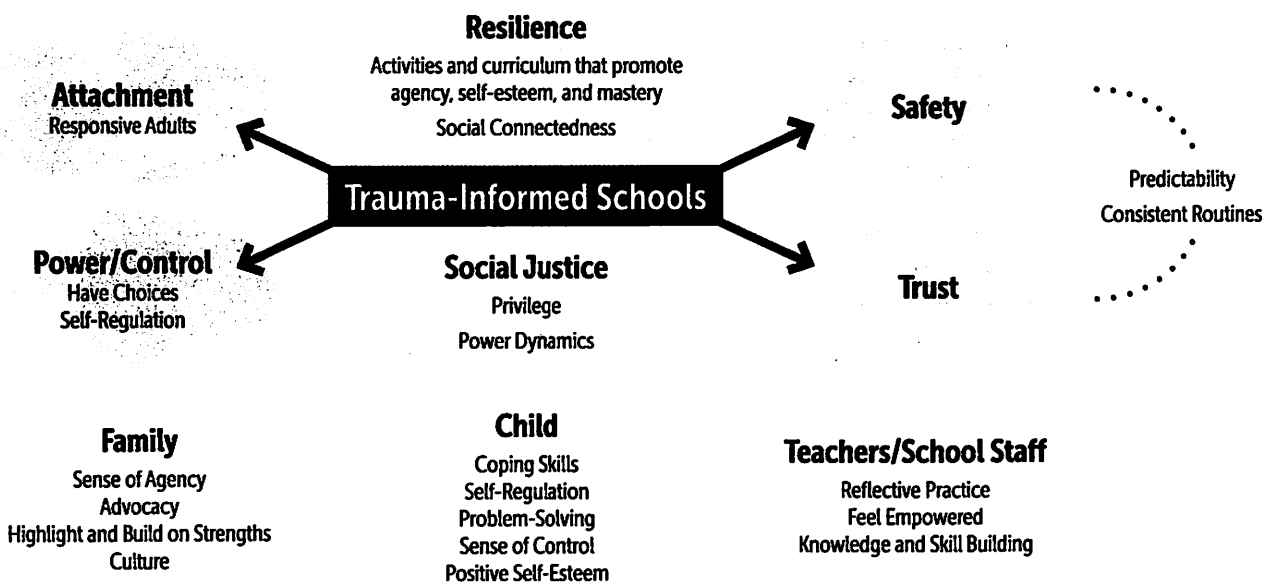 Resilience
Activities and curriculum that promote
agency, self-esteem, and mastery
Social Connectedness
Attachment
Responsive Adults
Safety
Trauma-Informed Schools
Predictability
Consistent Routines
Power/Control
Have Choices
Self-Regulation
Social Justice
Privilege
Power Dynamics
Trust
Family
Sense of Agency
Advocacy
Highlight and Build on Strengths
Culture
Child
Coping Skills
Self-Regulation
Problem-Solving
Sense of Control
Positive Self-Esteem
Teachers/School Staff
Reflective Practice
Feel Empowered
Knowledge and Skill Building